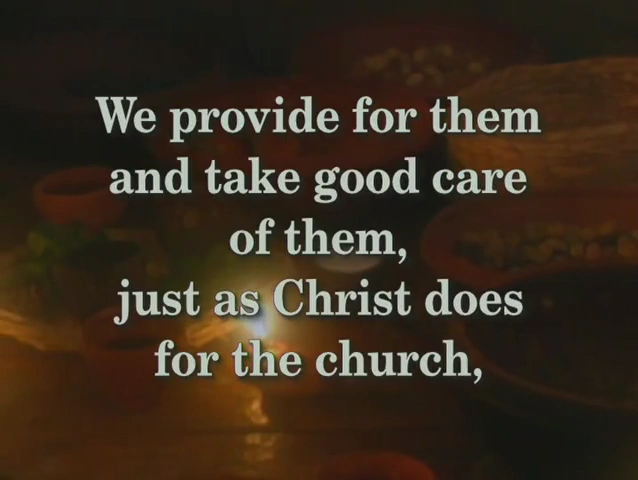 We provide for them
and take good care
of them,
just as Christ does
for the church,